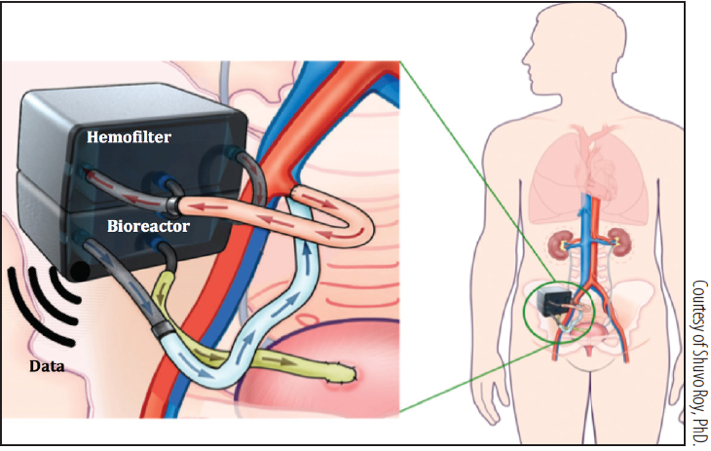 Hemofilter
Bioreactor
Data
Courtesy of Shuvo Roy, PhD.